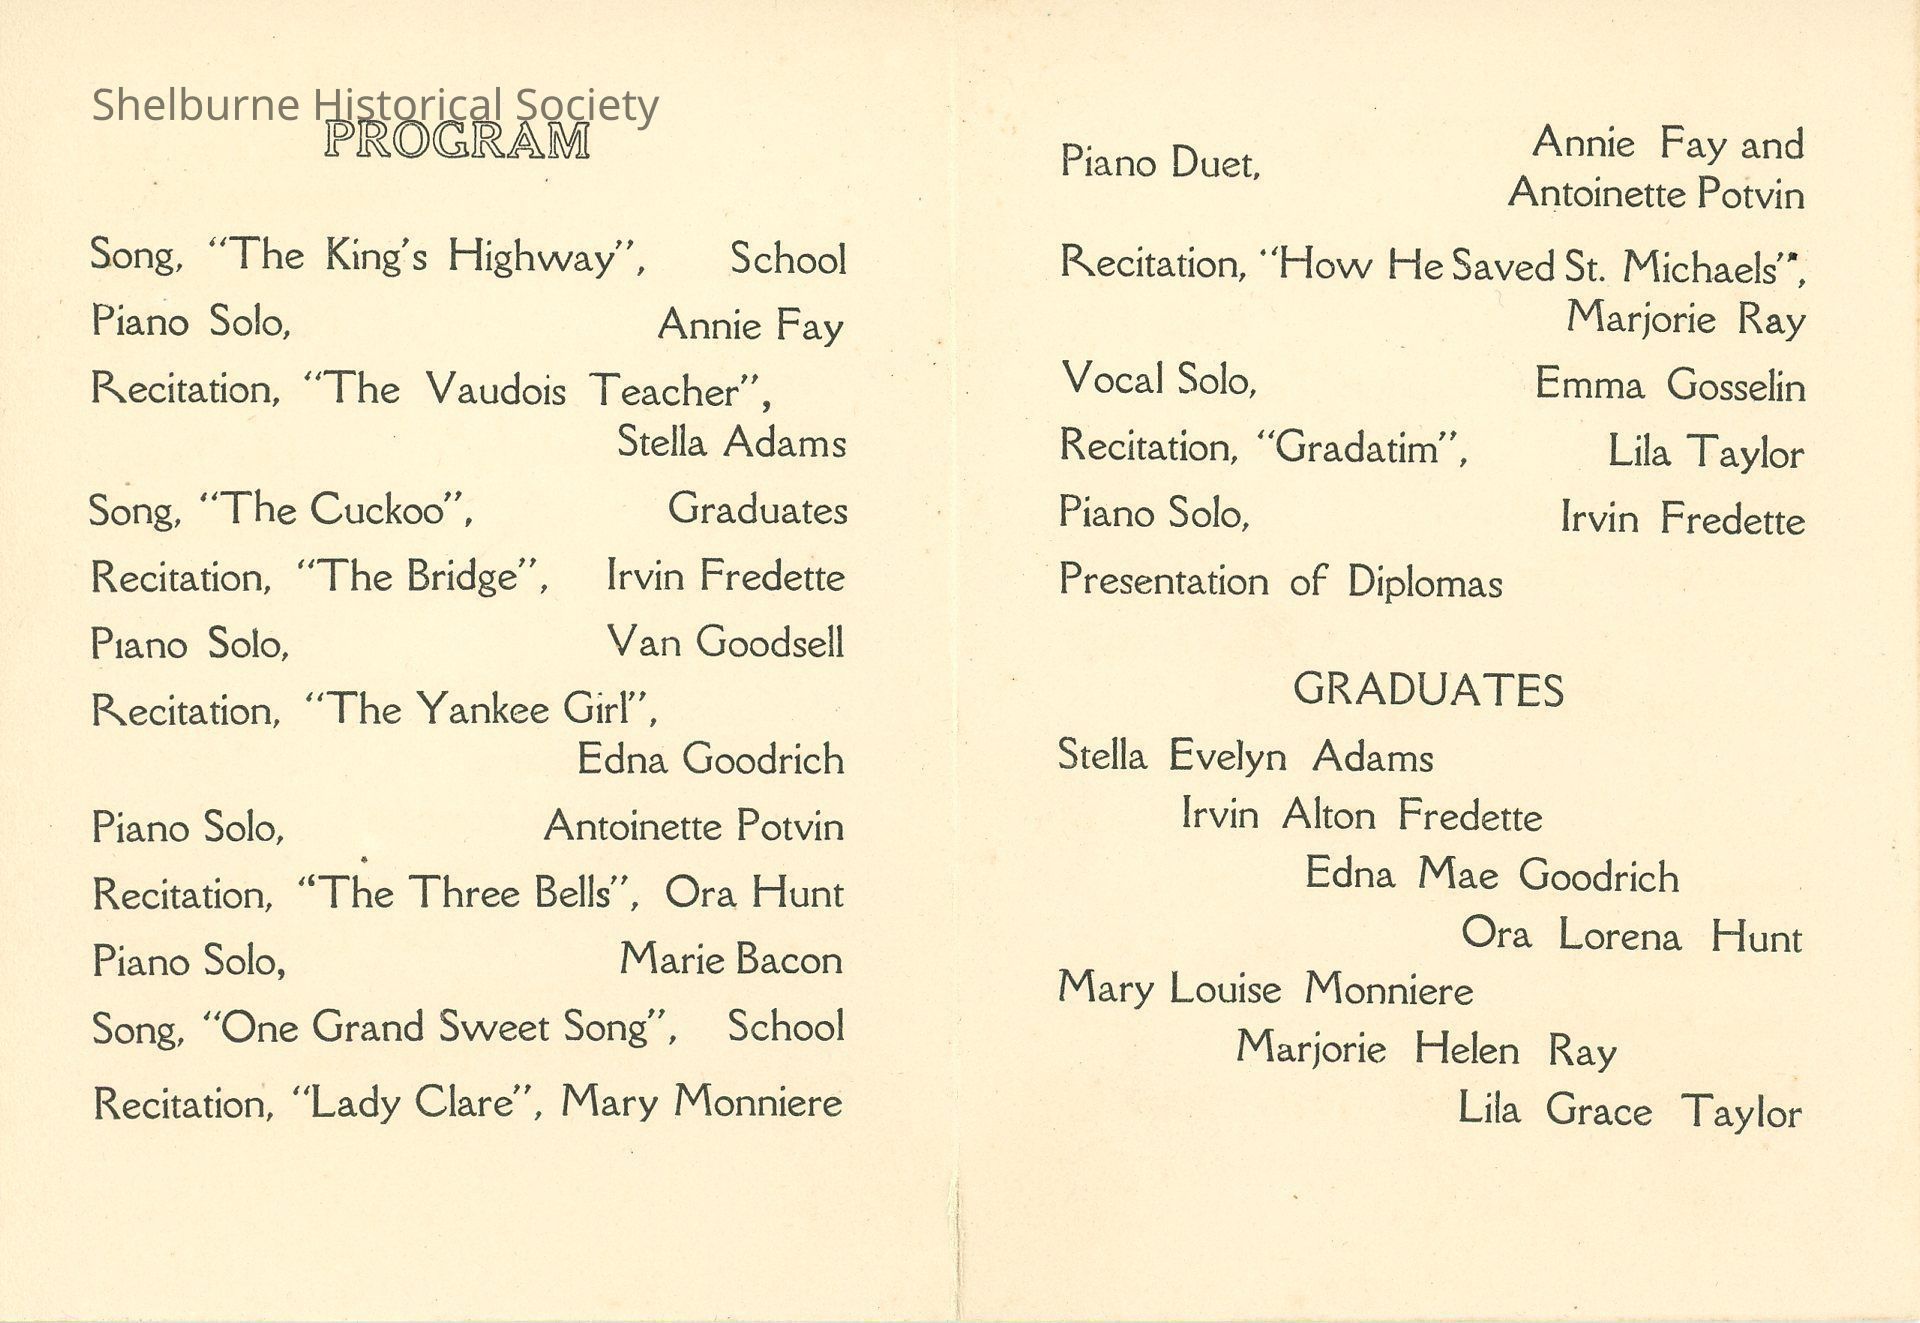 Shelburne Historical Society
PROGRAM
Song, "The King's Highway", School
Piano Solo, Annie Fay
Recitation, "The Vaudois Teacher",
Stella Adams
Song, "The Cuckoo", Graduates
Recitation, "The Bridge", Irvin Fredette
Piano Solo, Van Goodsell
Recitation, "The Yankee Girl",
Edna Goodrich
Piano Solo, Antoinette Potvin
Recitation, "The Three Bells", Ora Hunt
Piano Solo, Marie Bacon
Song, "One Grand Sweet Song", School
Recitation, "Lady Clare", Mary Monniere
Piano Duet, Annie Fay and
Antoinette Potvin
Recitation, "How He Saved St. Michaels",
Marjorie Ray
Vocal Solo, Emma Gosselin
Recitation, "Gradatim", Lila Taylor
Piano Solo, Irvin Fredette
Presentation of Diplomas
GRADUATES
Stella Evelyn Adams
Irvin Alton Fredette
Edna Mae Goodrich
Ora Lorena Hunt
Mary Louise Monniere
Marjorie Helen Ray
Lila Grace Taylor